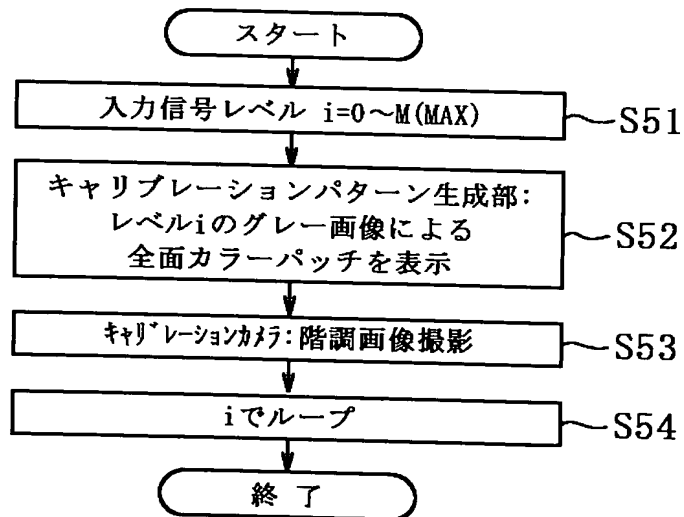 スタート
入力信号レベル i=0～M(MAX)
S51
キャリブレーションパターン生成部:
レベルiのグレー画像による
全面カラーパッチを表示
S52
ｷｬﾘﾞﾚｰｼｮﾝｶﾒﾗ:階調画像撮影
S53
iでループ
S54
終了